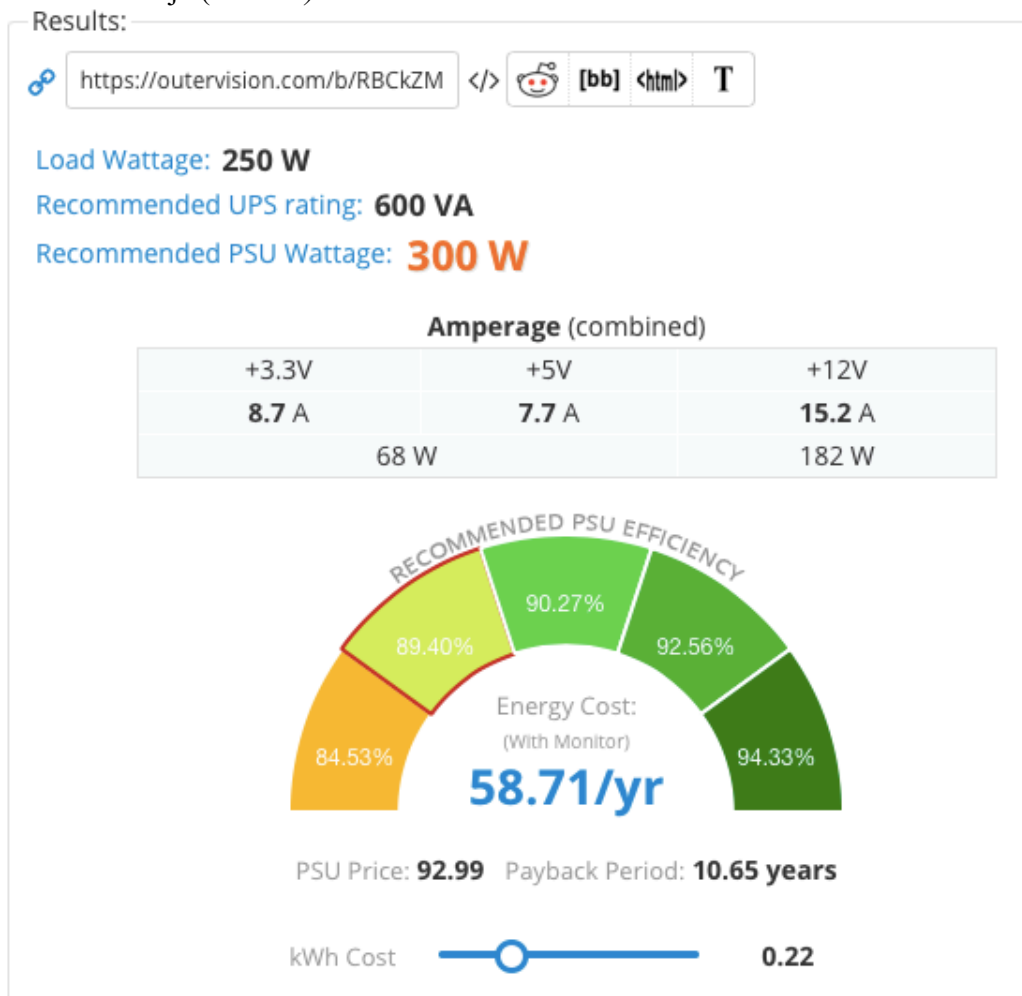 Results:
https://outervision.com/b/RBCkZM </> [bb] <html> T
Load Wattage: 250 W
Recommended UPS rating: 600 VA
Recommended PSU Wattage: 300 W
Amperage (combined)
+3.3V +5V +12V
8.7 A 7.7 A 15.2 A
68 W 182 W
RECOMMENDED PSU EFFICIENCY
90.27%
89.40% 92.56%
Energy Cost:
(With Monitor)
84.53% 94.33%
58.71/yr
PSU Price: 92.99 Payback Period: 10.65 years
kWh Cost 0.22